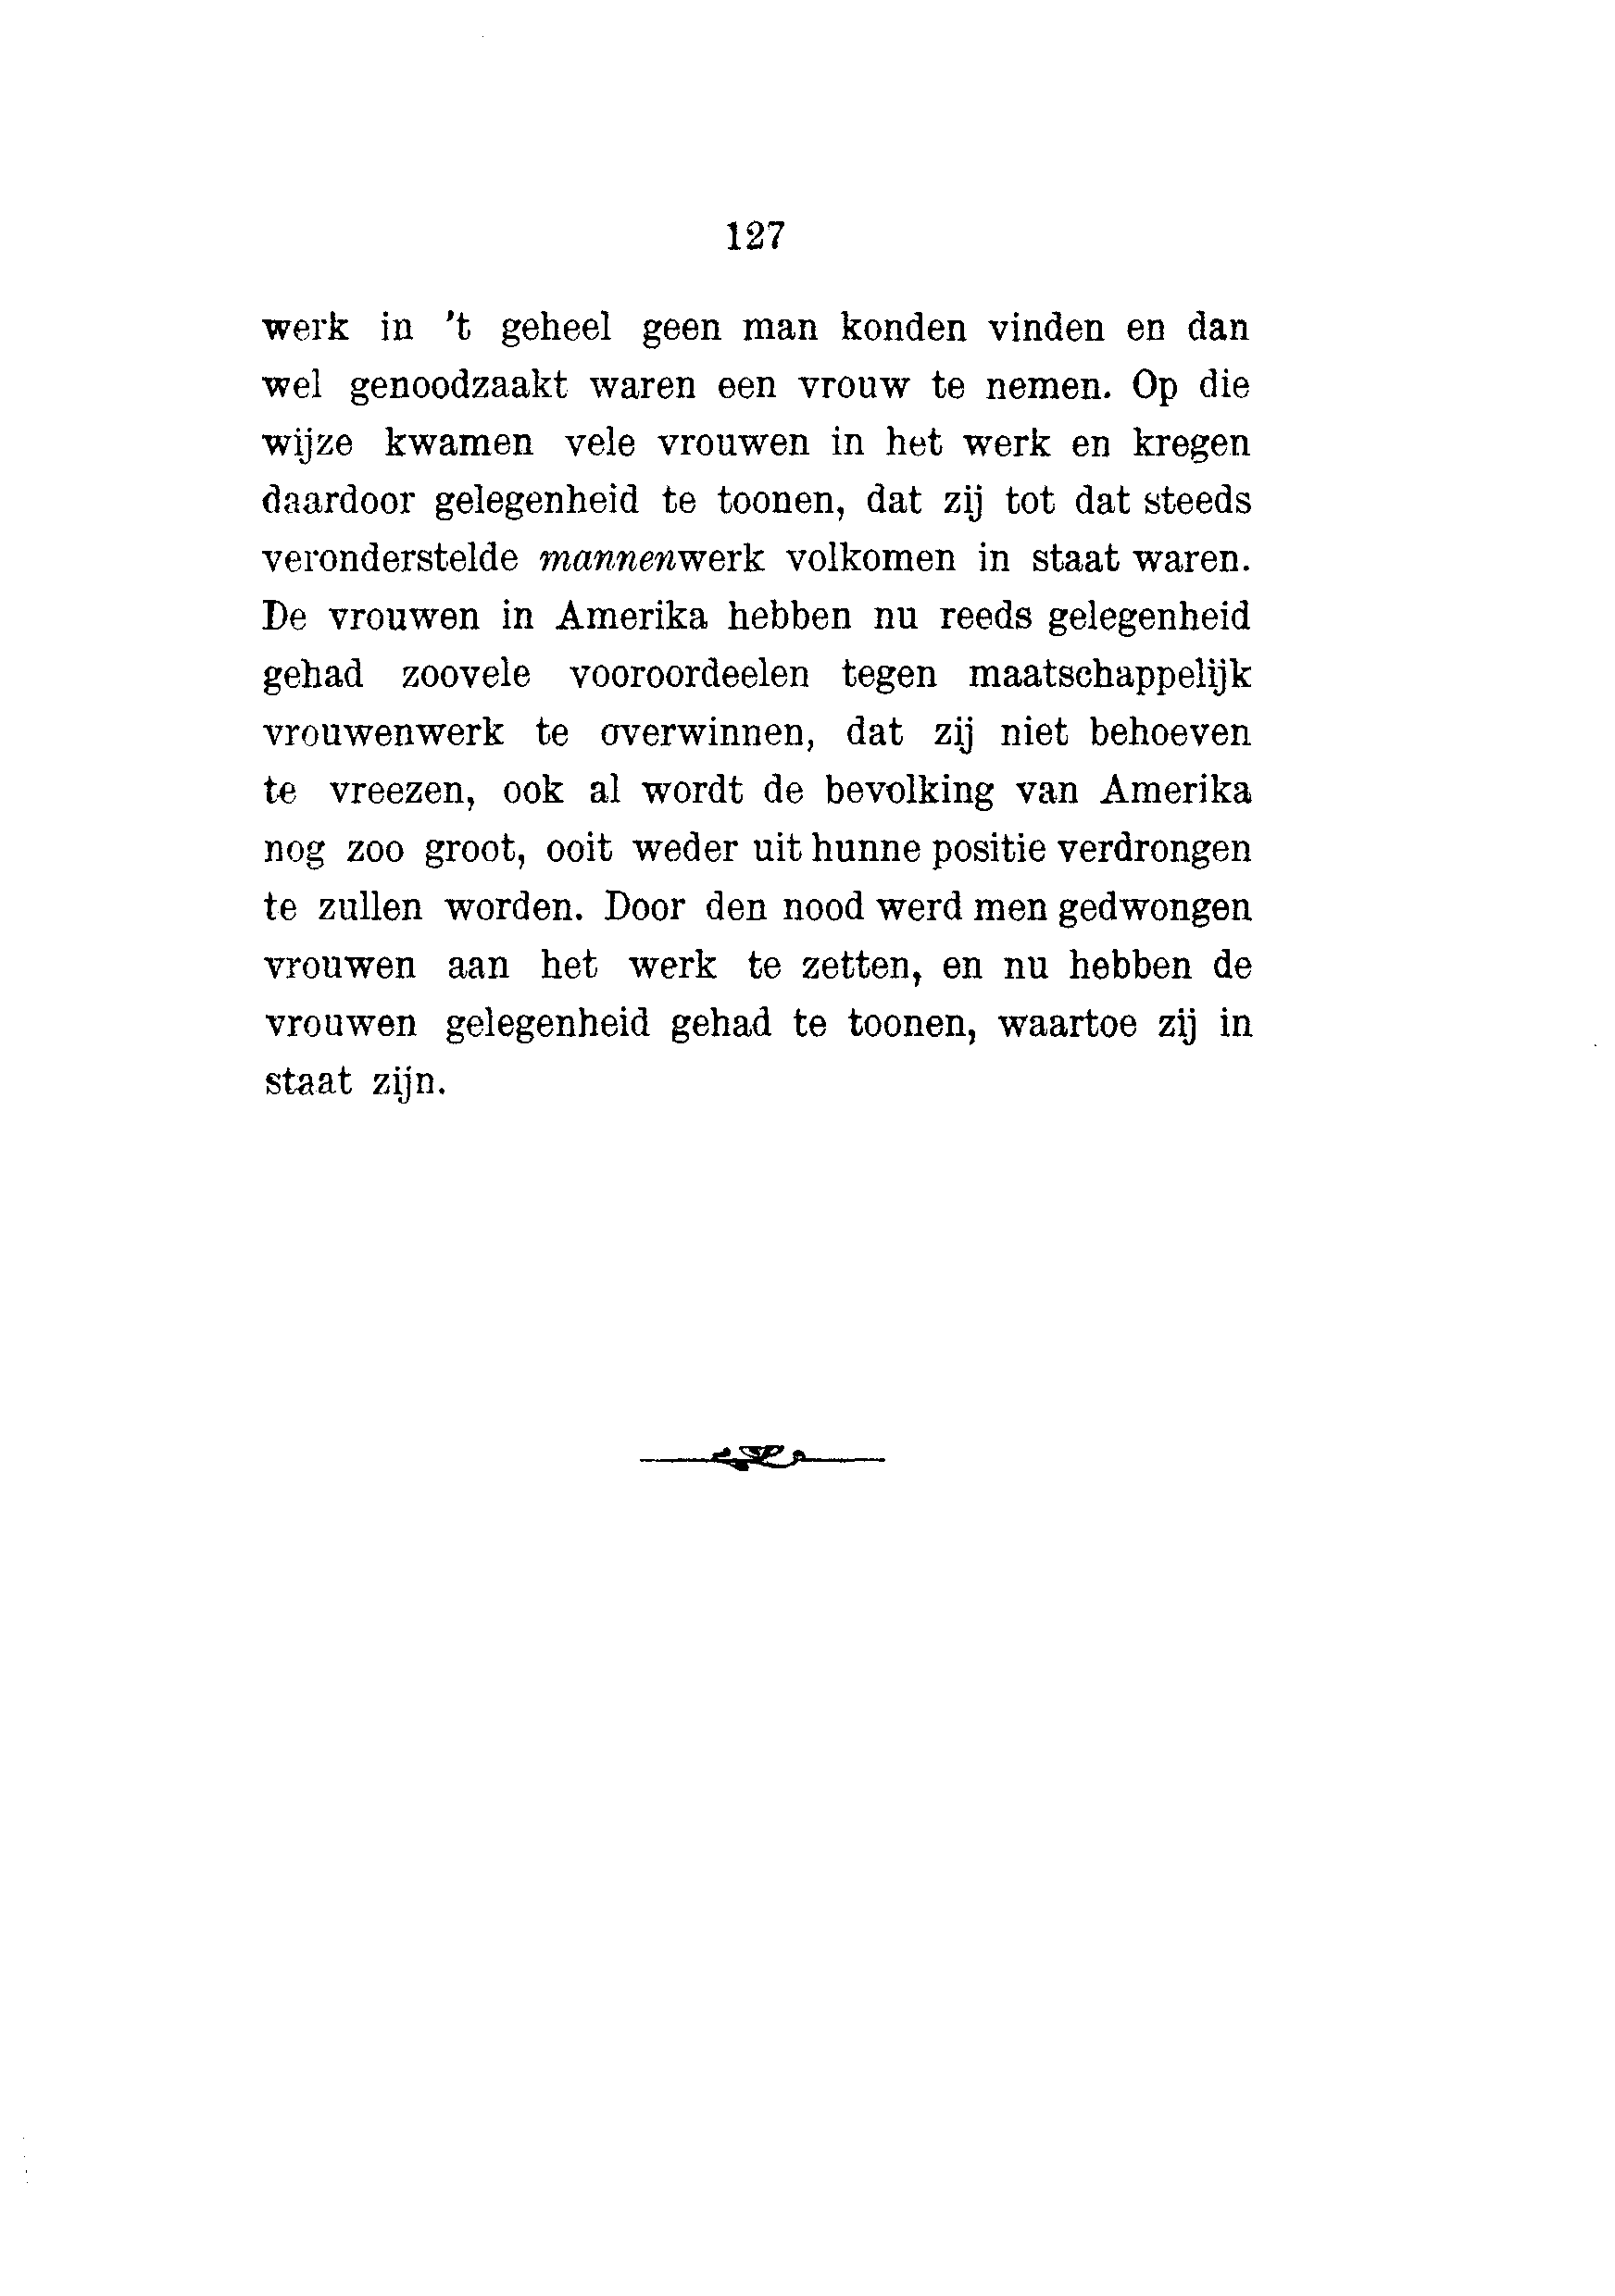 127
werk in 't geheel geen man konden vinden en dan
wel genoodzaakt waren een vrouw te nemen. Op die
wijze kwamen vele vrouwen in het werk en kregen
daardoor gelegenheid te toonen, dat zij tot dat steeds
veronderstelde mannenwerk volkomen in staat waren.
De vrouwen in Amerika hebben nu reeds gelegenheid
gehad zoovele vooroordeelen tegen maatschappelijk
vrouwenwerk te overwinnen, dat zij niet behoeven
te vreezen, ook al wordt de bevolking van Amerika
nog zoo groot, ooit weder uit hunne positie verdrongen
te zullen worden. Door den nood werd men gedwongen
vrouwen aan het werk te zetten, en nu hebben de
vrouwen gelegenheid gehad te toonen, waartoe zij in
staat zijn.